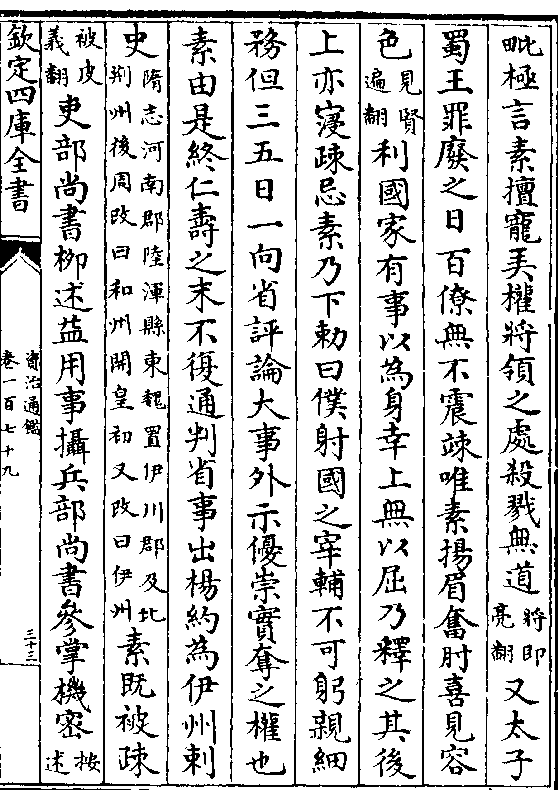 毗極言素擅寵弄權將領之處殺戮無道將即亮翻又太子
蜀王罪廢之日百僚無不震竦唯素揚眉奮肘喜見容
色見賢遍翻利國家有事以為身幸上無以屈乃釋之其後
上亦寖疎忌素乃下勅曰僕射國之宰輔不可躬親細
務但三五日一向省評論大事外示優崇實奪之權也
素由是終仁壽之末不復通判省事出楊約為伊州刺
史隋志河南郡陸渾縣東魏置伊川郡及北荆州後周改曰和州開皇初又改曰伊州素既被疎
被皮義翻吏部尚書柳述益用事攝兵部尚書參掌機密按述
欽定四庫全書
資治通鑑
卷一百七十九
三十三